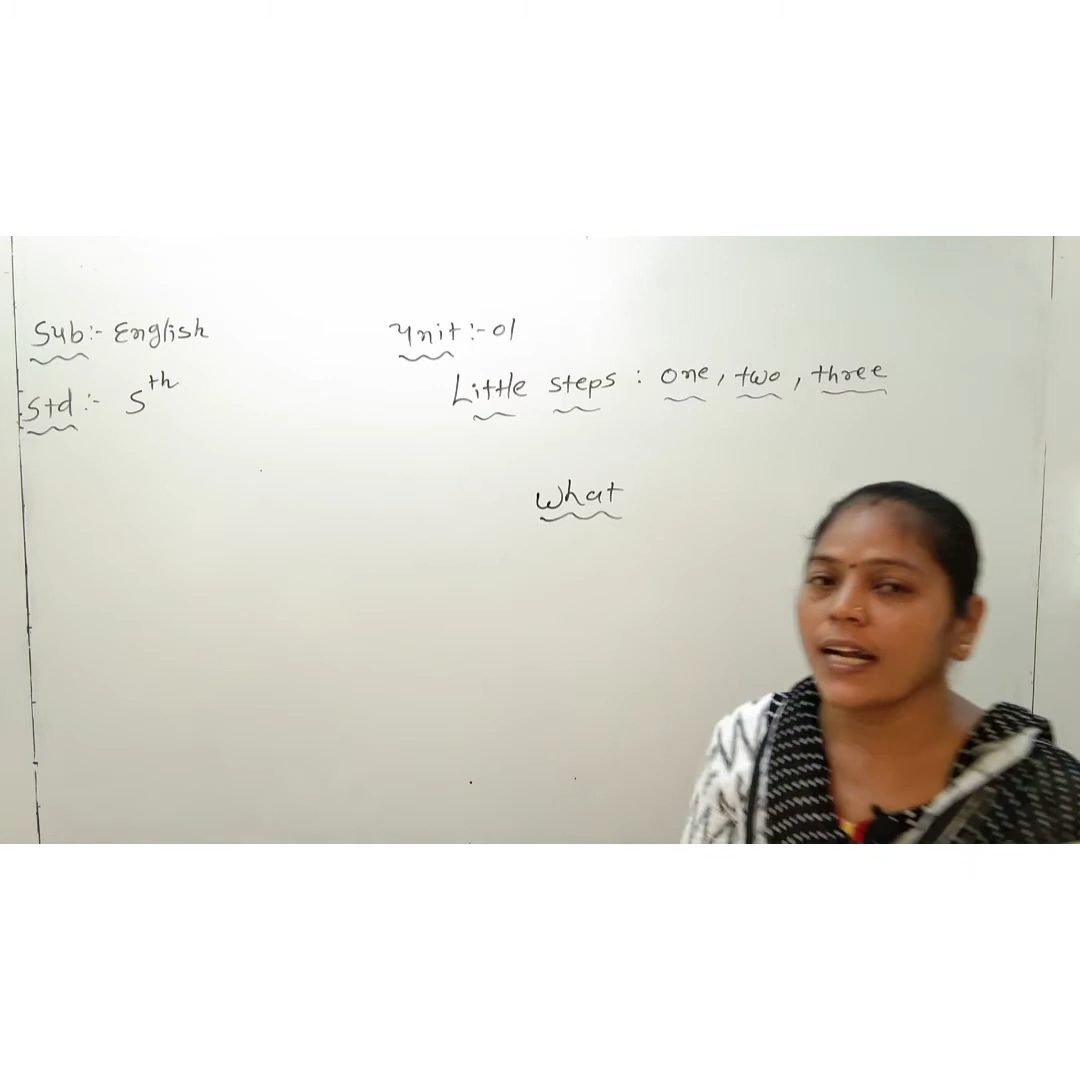 Sub:- English
Unit:- 01
Std:- 5th
Little steps : one, two, three
what